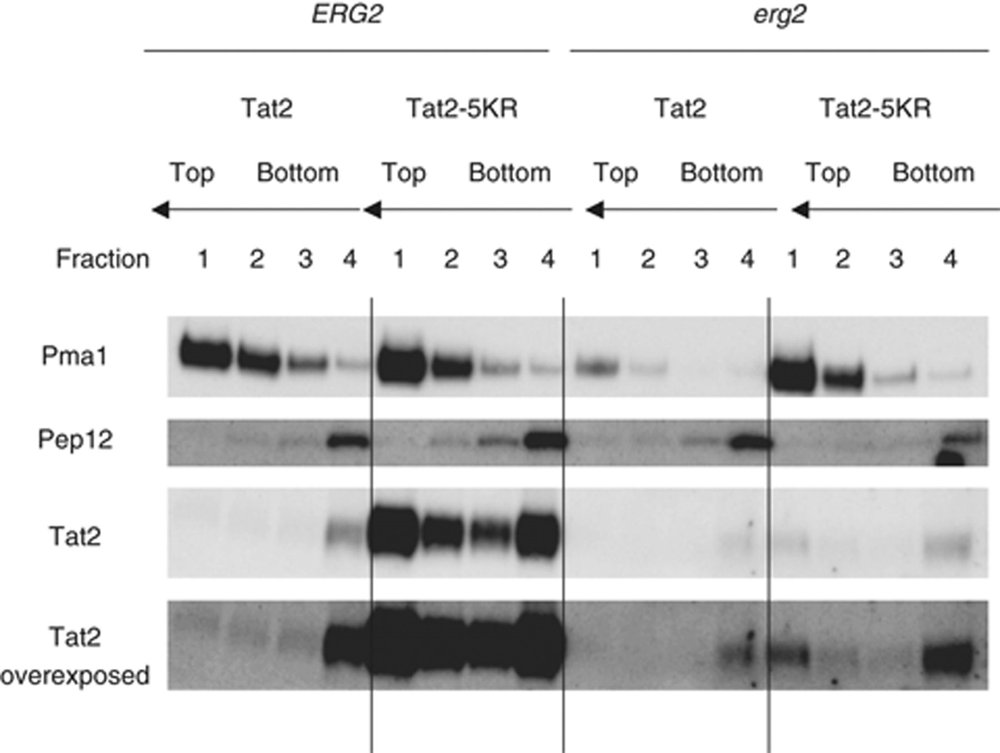 ERG2 erg2
Tat2 Tat2-5KR Tat2 Tat2-5KR
Top Bottom Top Bottom Top Bottom Top Bottom
Fraction 1 2 3 4 1 2 3 4 1 2 3 4 1 2 3 4
Pma1
Pep12
Tat2
Tat2
overexposed